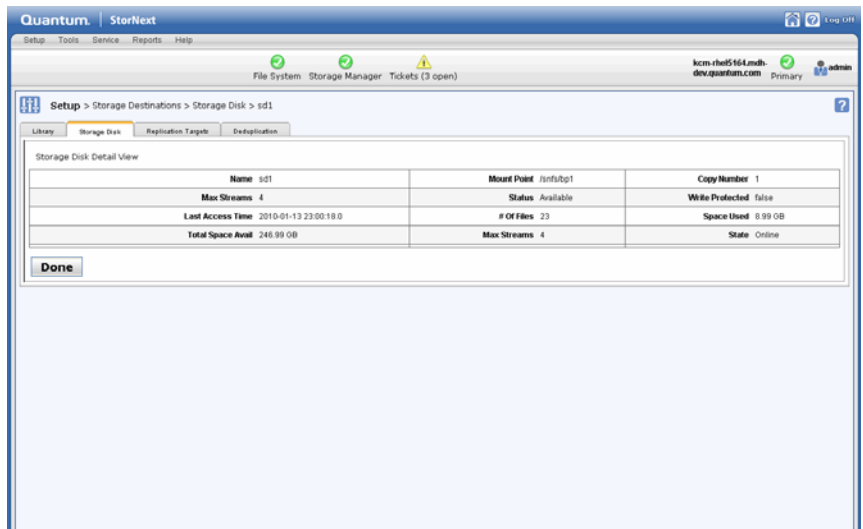 Quantum. | StorNext
Log Off
Setup Tools Service Reports Help
File System Storage Manager Tickets (3 open)
kcm-rhel5164.mdh-
dev.quantum.com Primary
admin
Setup > Storage Destinations > Storage Disk > sd1
?
Library Storage Disk Replication Targets Deduplication
Storage Disk Detail View
Name sd1 Mount Point /snfs/bp1 Copy Number 1
Max Streams 4 Status Available Write Protected false
Last Access Time 2010-01-13 23:00:18.0 # Of Files 23 Space Used 8.99 GB
Total Space Avail 246.99 GB Max Streams 4 State Online
Done